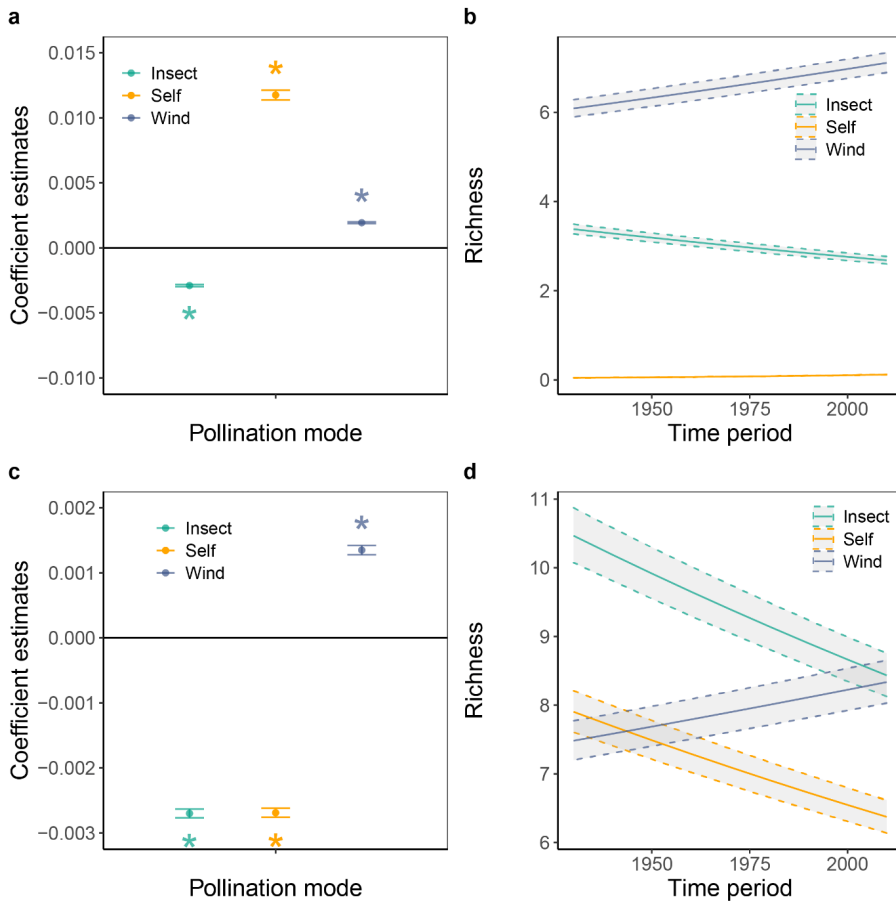 a
Coefficient estimates
0.015
0.010
0.005
0.000
−0.005
−0.010
Insect
Self
Wind
*
*
*
Pollination mode
b
Richness
6
4
2
0
Insect
Self
Wind
1950
1975
2000
Time period
c
Coefficient estimates
0.002
0.001
0.000
−0.001
−0.002
−0.003
Insect
Self
Wind
*
*
*
Pollination mode
d
Richness
11
10
9
8
7
6
Insect
Self
Wind
1950
1975
2000
Time period